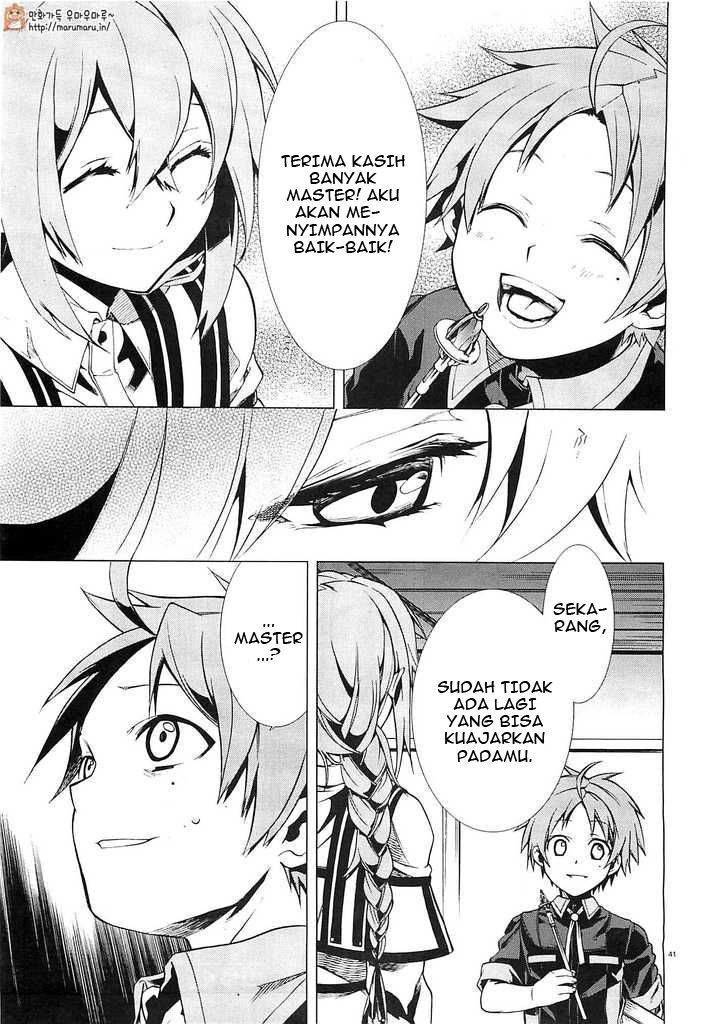 만화가득 우마우마루~
http://marumaru.in/
TERIMA KASIH
BANYAK
MASTER! AKU
AKAN ME-
NYIMPANNYA
BAIK-BAIK!
SEKA-
RANG,
SUDAH TIDAK
ADA LAGI
YANG BISA
KUAJARKAN
PADAMU.
...
MASTER
...?
41